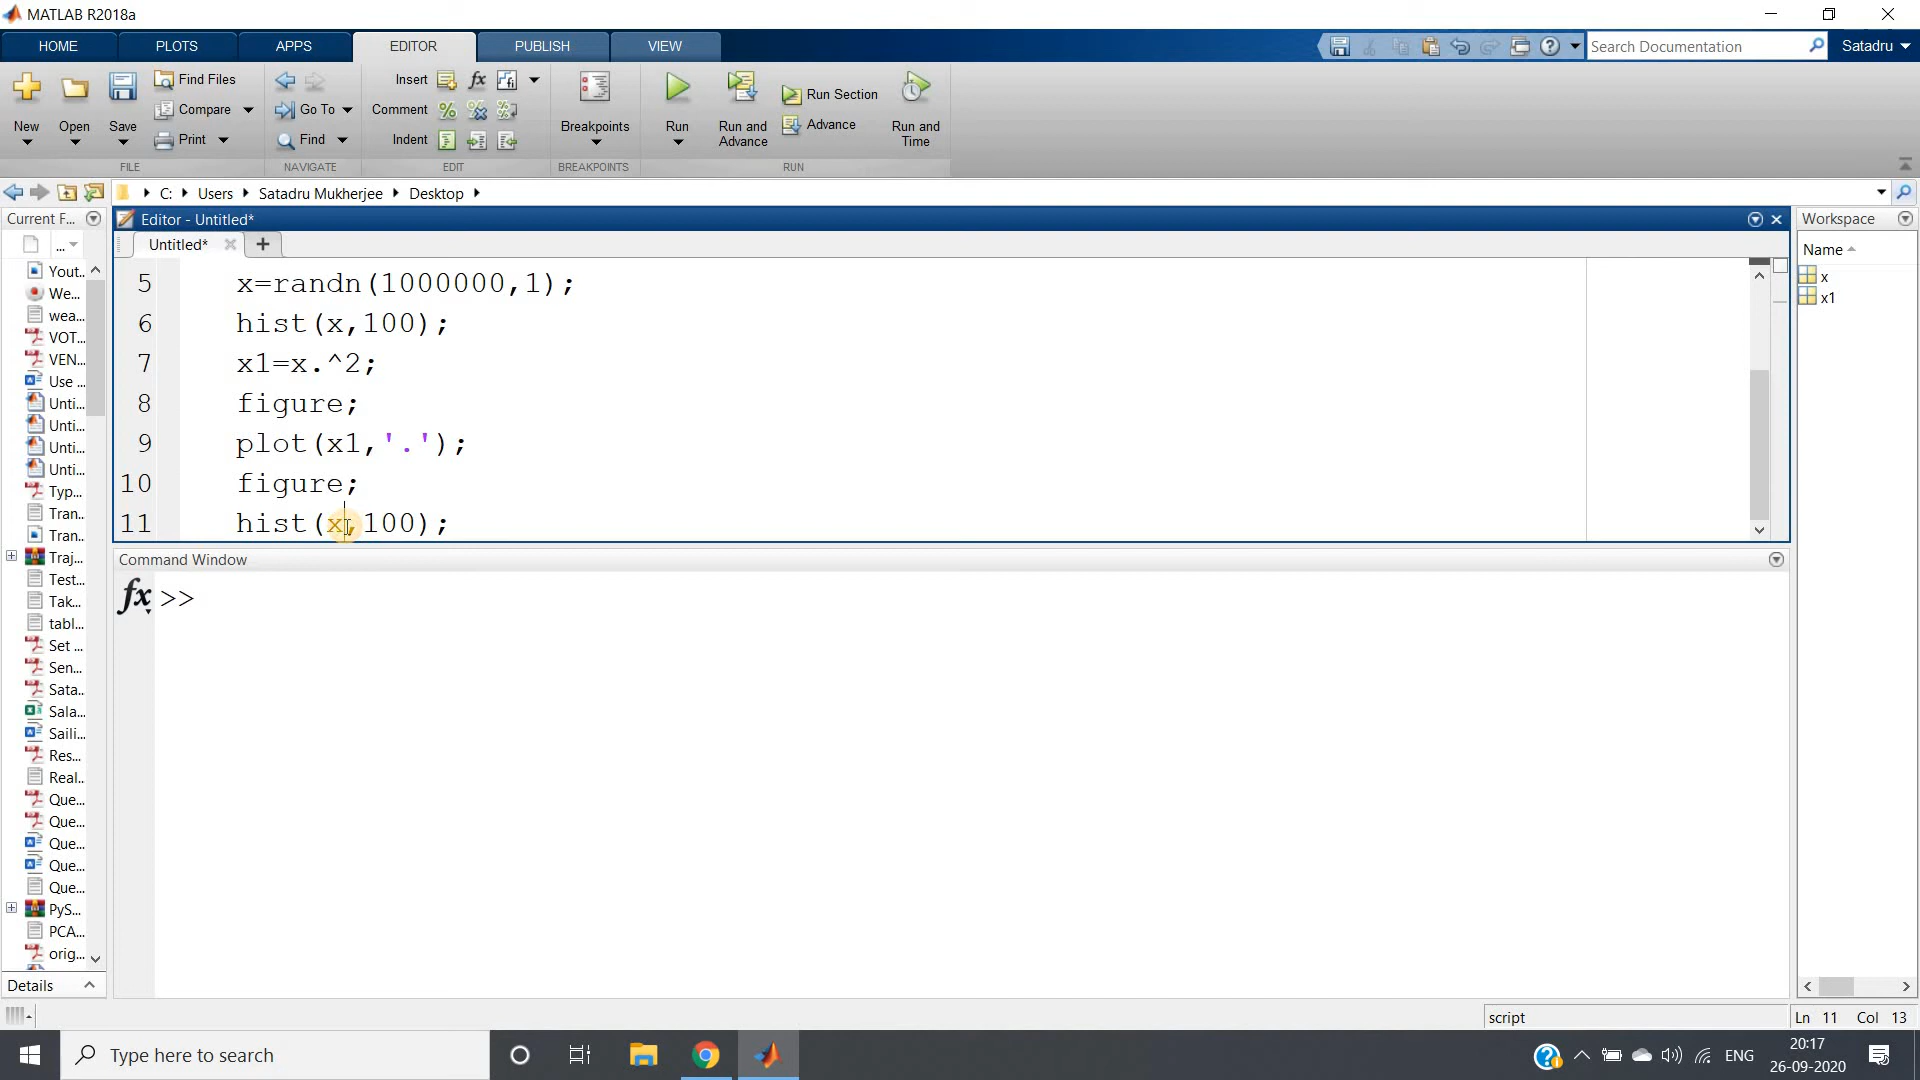 MATLAB R2018a
HOME PLOTS APPS EDITOR PUBLISH VIEW
Search Documentation Satadru
New Open Save
Find Files
Compare
Print
FILE
Go To
Find
NAVIGATE
Insert fx
Comment
Indent
EDIT
Breakpoints
BREAKPOINTS
Run
Run and Advance
Run Section
Advance
Run and Time
RUN
C: Users Satadru Mukherjee Desktop
Current F...
...
Yout...
We...
wea...
VOT...
VEN...
Use ...
Unti...
Unti...
Unti...
Unti...
Typ...
Tran...
Tran...
Traj...
Test...
Tak...
tabl...
Set ...
Sen...
Sata...
Sala...
Saili...
Res...
Real...
Que...
Que...
Que...
Que...
Que...
PyS...
PCA...
orig...
Details
Editor - Untitled*
Untitled*
5 x=randn(1000000,1);
6 hist(x,100);
7 x1=x.^2;
8 figure;
9 plot(x1,'.');
10 figure;
11 hist(x,100);
Command Window
fx >>
Workspace
Name
x
x1
script Ln 11 Col 13
Type here to search
ENG
20:17
26-09-2020